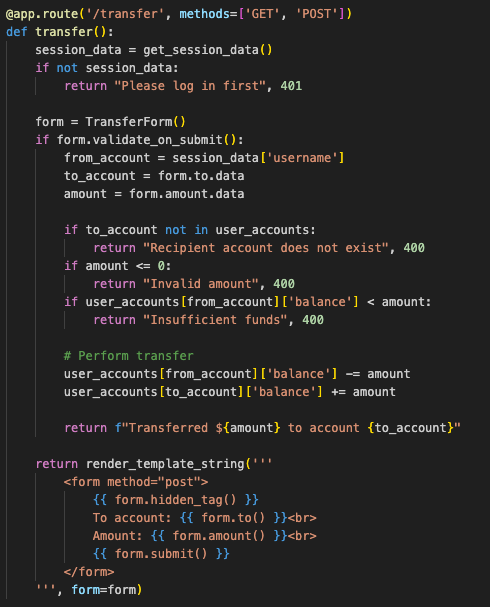 @app.route('/transfer', methods=['GET', 'POST'])
def transfer():
    session_data = get_session_data()
    if not session_data:
        return "Please log in first", 401

    form = TransferForm()
    if form.validate_on_submit():
        from_account = session_data['username']
        to_account = form.to.data
        amount = form.amount.data

        if to_account not in user_accounts:
            return "Recipient account does not exist", 400
        if amount <= 0:
            return "Invalid amount", 400
        if user_accounts[from_account]['balance'] < amount:
            return "Insufficient funds", 400

        # Perform transfer
        user_accounts[from_account]['balance'] -= amount
        user_accounts[to_account]['balance'] += amount

        return f"Transferred ${amount} to account {to_account}"

    return render_template_string('''
        <form method="post">
            {{ form.hidden_tag() }}
            To account: {{ form.to() }}<br>
            Amount: {{ form.amount() }}<br>
            {{ form.submit() }}
        </form>
    ''', form=form)